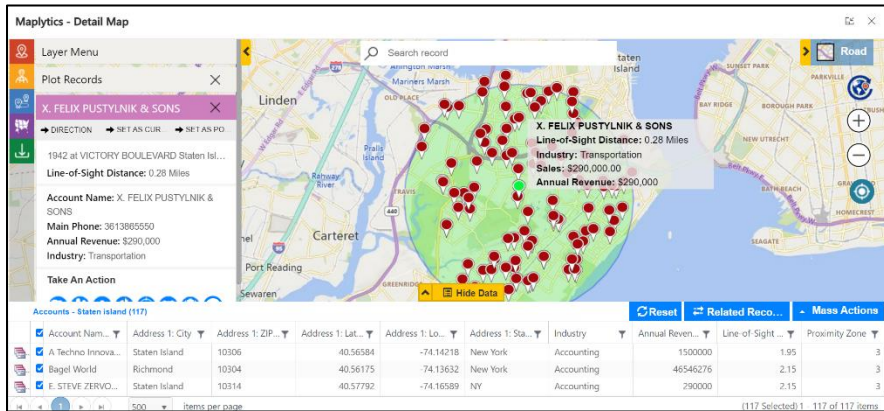 Maplytics - Detail Map
Layer Menu
Plot Records
X. FELIX PUSTYLNIK & SONS
DIRECTION SET AS CUR... SET AS PO...
1942 at VICTORY BOULEVARD Staten Isl...
Line-of-Sight Distance: 0.28 Miles
Account Name: X. FELIX PUSTYLNIK &
SONS
Main Phone: 3613865550
Annual Revenue: $290,000
Industry: Transportation
Take An Action
Search record
Road
Arlington Marsh
Mariners Marsh
OLD PLACE
Linden
Pralls
Island
Rahway
River
TRAVIS
440
Carteret
Port Reading
Sewaren
GREENRIDGE
taten
Island
SUNSET PARK
PARKVILLE
BAY RIDGE
BOROUGH PARK
NEW UTRECHT
BATH BEACH
HOMECREST
SEAGATE
X. FELIX PUSTYLNIK & SONS
Line-of-Sight Distance: 0.28 Miles
Industry: Transportation
Sales: $290,000.00
Annual Revenue: $290,000
Hide Data
Accounts - Staten island (117)
Reset Related Reco... Mass Actions
Account Nam... Address 1: City Address 1: ZIP... Address 1: Lat... Address 1: Lo... Address 1: Sta... Industry Annual Reven... Line-of-Sight ... Proximity Zone
A Techno Innova... Staten Island 10306 40.56584 -74.14218 New York Accounting 1500000 1.95 3
Bagel World Richmond 10304 40.56175 -74.13632 New York Accounting 46546276 2.15 3
E. STEVE ZERVO... Staten Island 10314 40.57792 -74.16589 NY Accounting 290000 2.15 3
1 500 items per page (117 Selected) 1 117 of 117 items